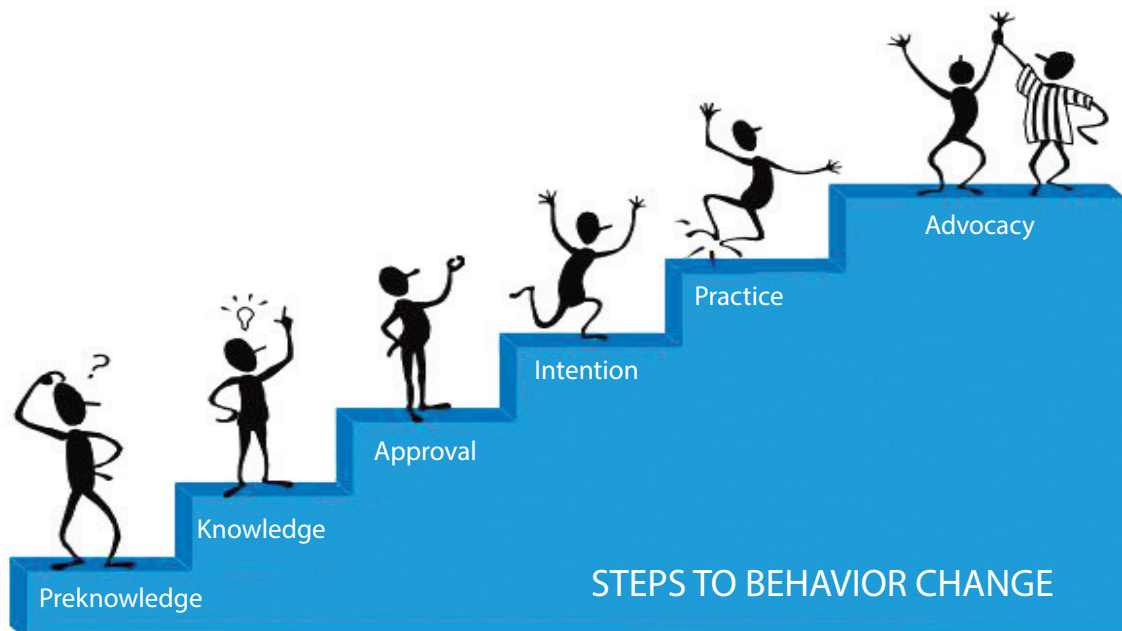 ?
Advocacy
Practice
Intention
Approval
Knowledge
Preknowledge
STEPS TO BEHAVIOR CHANGE